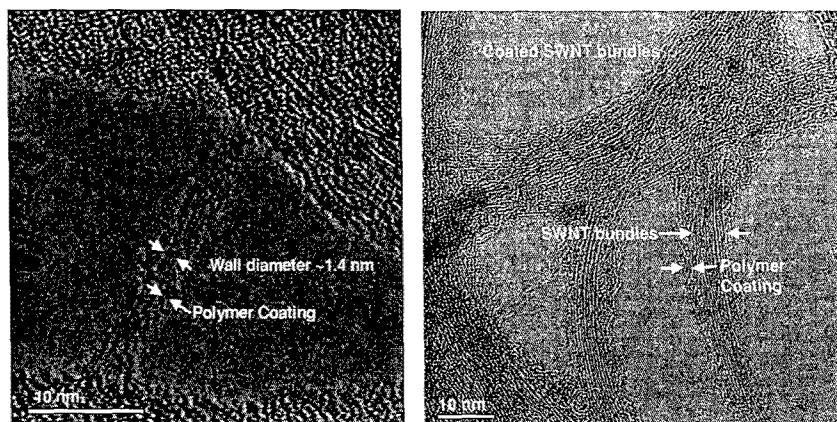 Wall diameter ~1.4 nm
Polymer Coating
10 nm
Coated SWNT bundles
SWNT bundles
Polymer
Coating
10 nm